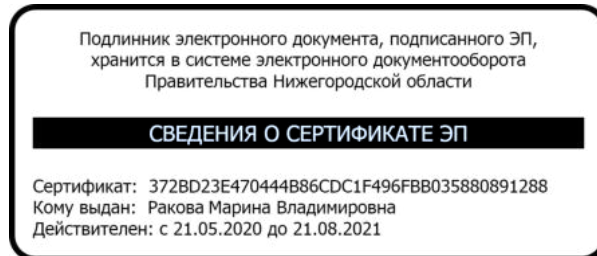 Подлинник электронного документа, подписанного ЭП,
хранится в системе электронного документооборота
Правительства Нижегородской области
СВЕДЕНИЯ О СЕРТИФИКАТЕ ЭП
Сертификат: 372BD23E470444B86CDC1F496FBB035880891288
Кому выдан: Ракова Марина Владимировна
Действителен: с 21.05.2020 до 21.08.2021